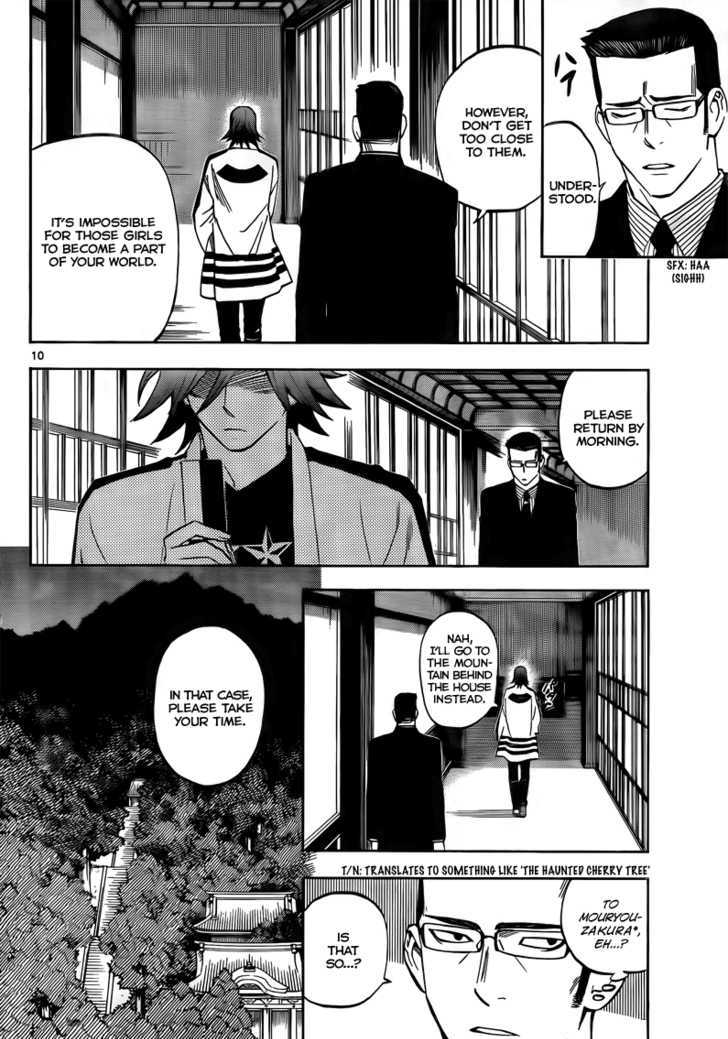 UNDER-
STOOD.
SFX: HAA
(SIGHH)
HOWEVER,
DON'T GET
TOO CLOSE
TO THEM.
IT'S IMPOSSIBLE
FOR THOSE GIRLS
TO BECOME A PART
OF YOUR WORLD.
10
PLEASE
RETURN BY
MORNING.
NAH,
I'LL GO TO
THE MOUN-
TAIN BEHIND
THE HOUSE
INSTEAD.
IN THAT CASE,
PLEASE TAKE
YOUR TIME.
T/N: TRANSLATES TO SOMETHING LIKE 'THE HAUNTED CHERRY TREE'
TO
MOURYOU-
ZAKURA*,
EH...?
IS
THAT
SO...?